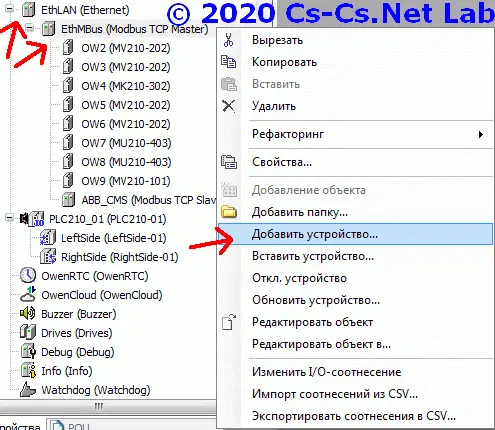 © 2020 Cs-Cs.Net Lab
EthLAN (Ethernet)
EthMBus (Modbus TCP Master)
OW2 (MV210-202)
OW3 (MV210-202)
OW4 (MK210-302)
OW5 (MV210-202)
OW6 (MV210-202)
OW7 (MU210-403)
OW8 (MU210-403)
OW9 (MV210-101)
ABB_CMS (Modbus TCP Slav
PLC210_01 (PLC210-01)
LeftSide (LeftSide-01)
RightSide (RightSide-01)
OwenRTC (OwenRTC)
OwenCloud (OwenCloud)
Buzzer (Buzzer)
Drives (Drives)
Debug (Debug)
Info (Info)
Watchdog (Watchdog)
Вырезать
Копировать
Вставить
Удалить
Рефакторинг
Свойства...
Добавление объекта
Добавить папку...
Добавить устройство...
Вставить устройство...
Откл. устройство
Обновить устройство...
Редактировать объект
Редактировать объект в...
Изменить I/O-соотнесение
Импорт соотнесений из CSV...
Экспортировать соотнесения в CSV...